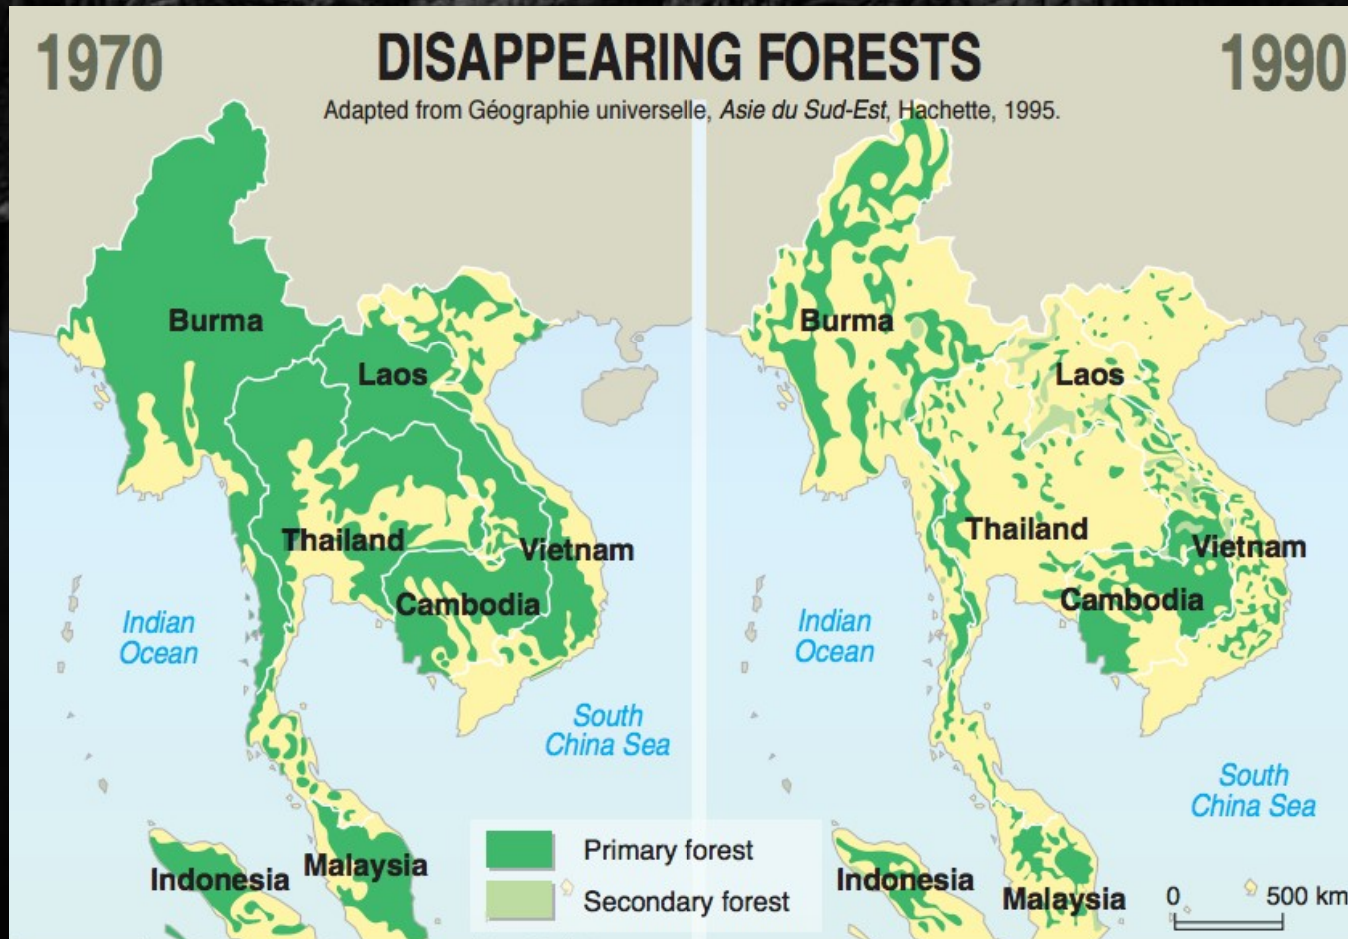 1970
DISAPPEARING FORESTS
1990
Adapted from Géographie universelle, Asie du Sud-Est, Hachette, 1995.
Burma
Laos
Thailand
Vietnam
Cambodia
Indian
Ocean
South
China Sea
Indonesia
Malaysia
Burma
Laos
Thailand
Vietnam
Cambodia
Indian
Ocean
South
China Sea
Indonesia
Malaysia
Primary forest
Secondary forest
0 500 km